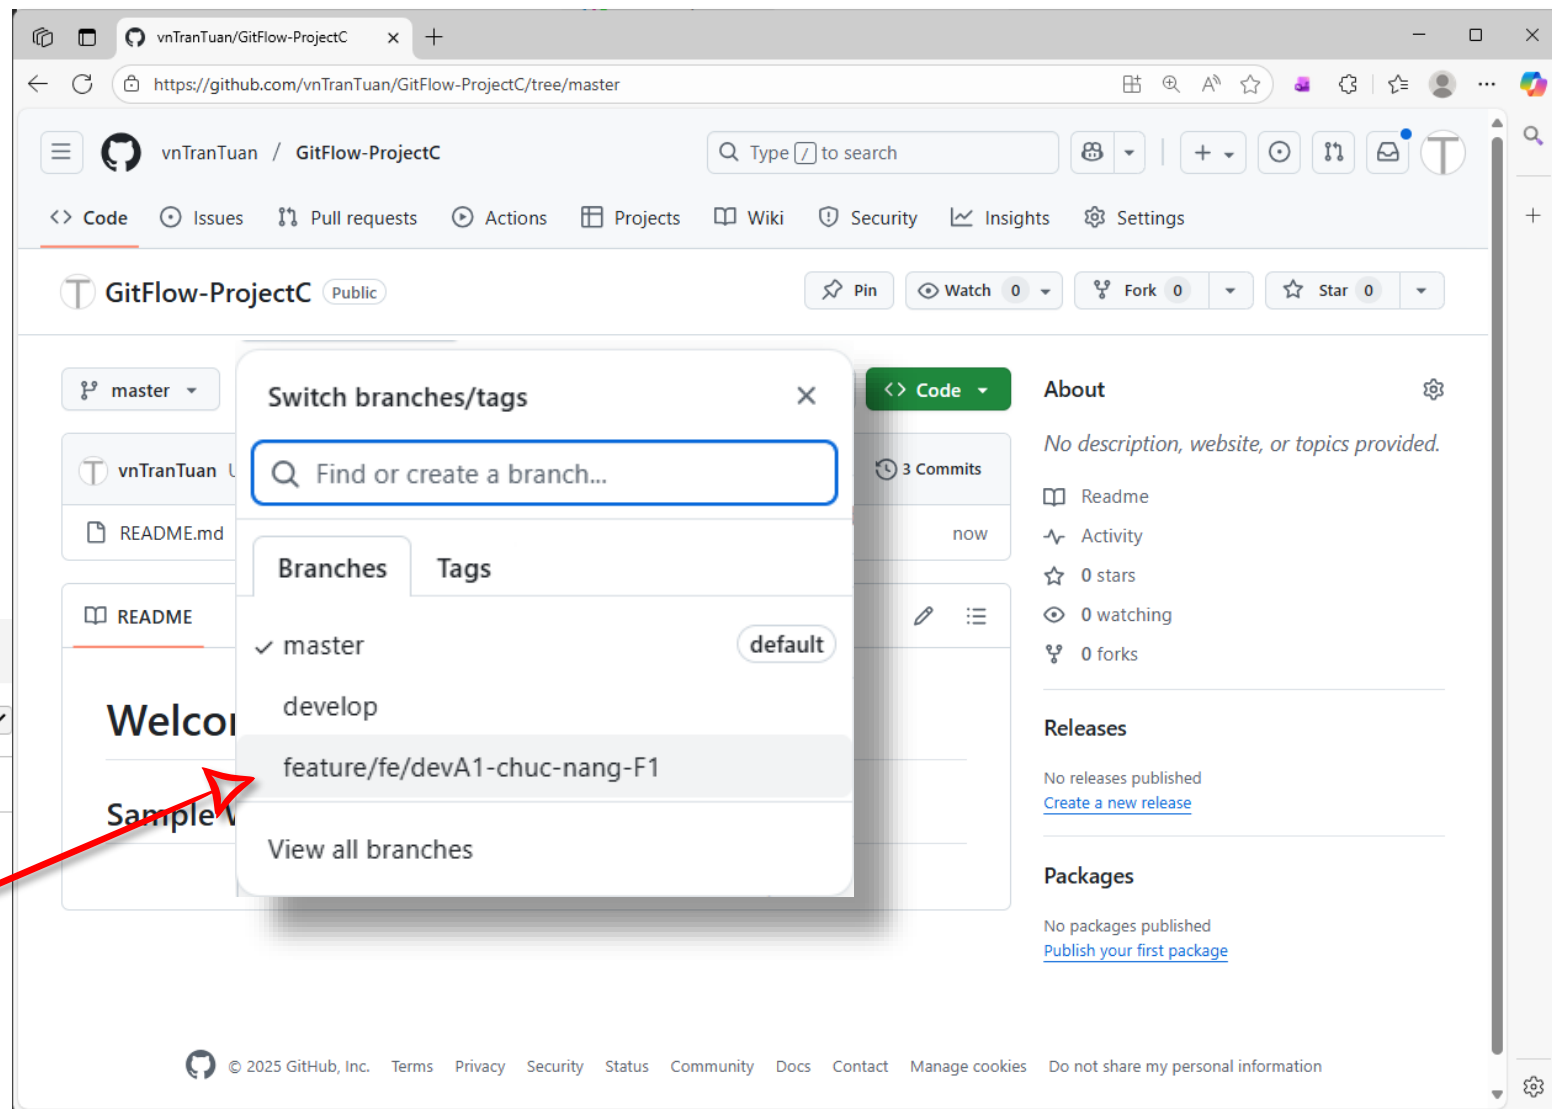 vnTranTuan/GitFlow-ProjectC
https://github.com/vnTranTuan/GitFlow-ProjectC/tree/master
vnTranTuan / GitFlow-ProjectC
Type / to search
Code Issues Pull requests Actions Projects Wiki Security Insights Settings
GitFlow-ProjectC Public
Pin Watch 0 Fork 0 Star 0
master
Switch branches/tags
Code
About
Find or create a branch...
No description, website, or topics provided.
vnTranTuan
3 Commits
Readme
README.md
now
Activity
Branches Tags
0 stars
README
0 watching
master default
0 forks
develop
Welco
Releases
feature/fe/devA1-chuc-nang-F1
No releases published
Create a new release
Sample
View all branches
Packages
No packages published
Publish your first package
© 2025 GitHub, Inc. Terms Privacy Security Status Community Docs Contact Manage cookies Do not share my personal information